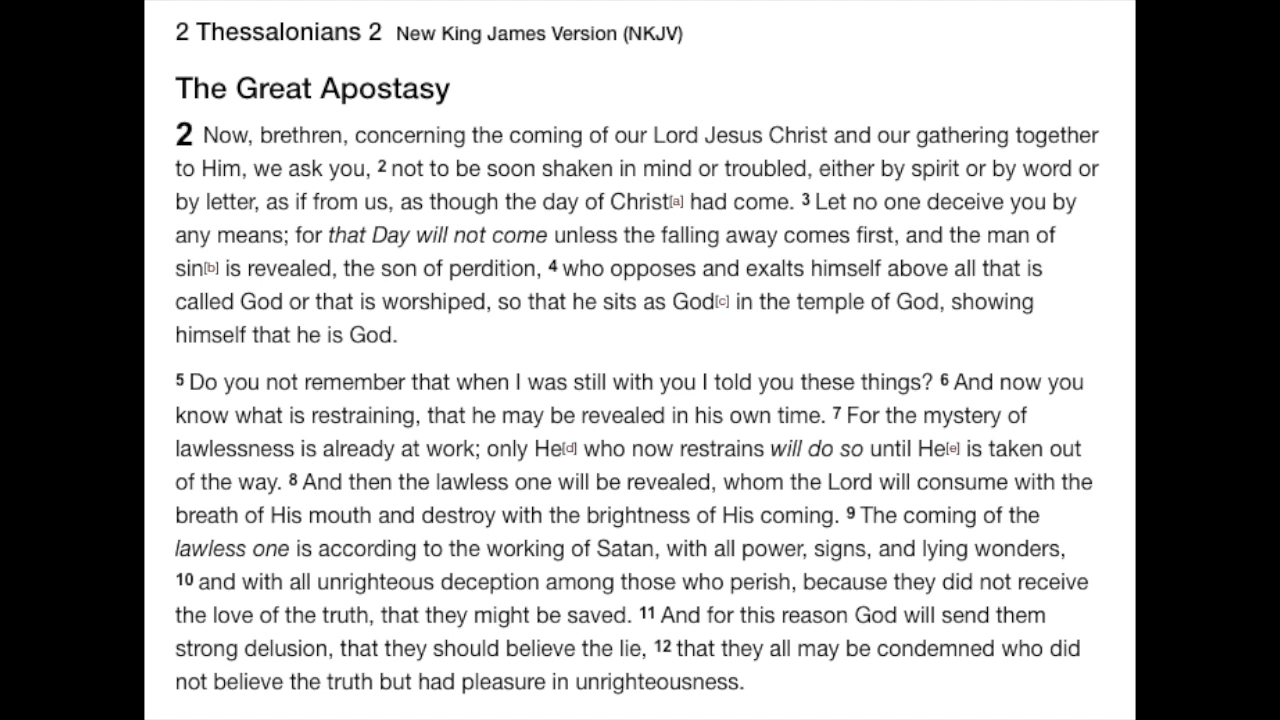 2 Thessalonians 2 New King James Version (NKJV)
The Great Apostasy
2 Now, brethren, concerning the coming of our Lord Jesus Christ and our gathering together
to Him, we ask you, 2 not to be soon shaken in mind or troubled, either by spirit or by word or
by letter, as if from us, as though the day of Christ[a] had come. 3 Let no one deceive you by
any means; for that Day will not come unless the falling away comes first, and the man of
sin[b] is revealed, the son of perdition, 4 who opposes and exalts himself above all that is
called God or that is worshiped, so that he sits as God[c] in the temple of God, showing
himself that he is God.
5 Do you not remember that when I was still with you I told you these things? 6 And now you
know what is restraining, that he may be revealed in his own time. 7 For the mystery of
lawlessness is already at work; only He[d] who now restrains will do so until He[e] is taken out
of the way. 8 And then the lawless one will be revealed, whom the Lord will consume with the
breath of His mouth and destroy with the brightness of His coming. 9 The coming of the
lawless one is according to the working of Satan, with all power, signs, and lying wonders,
10 and with all unrighteous deception among those who perish, because they did not receive
the love of the truth, that they might be saved. 11 And for this reason God will send them
strong delusion, that they should believe the lie, 12 that they all may be condemned who did
not believe the truth but had pleasure in unrighteousness.